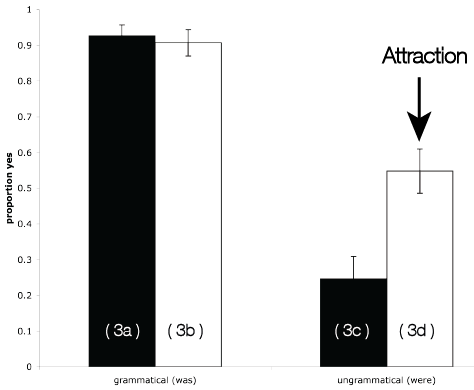 1
0.9
0.8
0.7
0.6
0.5
0.4
0.3
0.2
0.1
0
proportion yes
Attraction
(3a)
(3b)
(3c)
(3d)
grammatical (was)
ungrammatical (were)